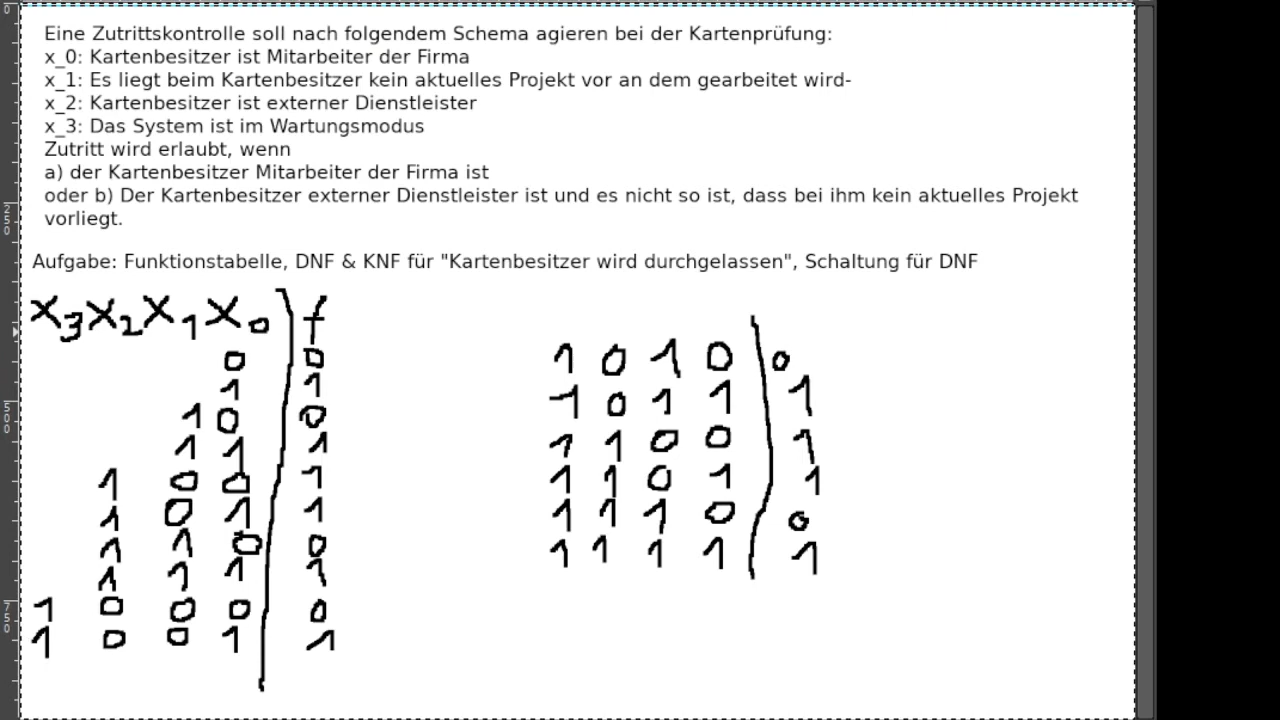 Eine Zutrittskontrolle soll nach folgendem Schema agieren bei der Kartenprüfung:
x_0: Kartenbesitzer ist Mitarbeiter der Firma
x_1: Es liegt beim Kartenbesitzer kein aktuelles Projekt vor an dem gearbeitet wird-
x_2: Kartenbesitzer ist externer Dienstleister
x_3: Das System ist im Wartungsmodus
Zutritt wird erlaubt, wenn
a) der Kartenbesitzer Mitarbeiter der Firma ist
oder b) Der Kartenbesitzer externer Dienstleister ist und es nicht so ist, dass bei ihm kein aktuelles Projekt
vorliegt.
Aufgabe: Funktionstabelle, DNF & KNF für "Kartenbesitzer wird durchgelassen", Schaltung für DNF
x3 x2 x1 x0 | f
0 | 0
1 | 1
1 0 | 0
1 1 | 1
1 0 0 | 1
1 0 1 | 1
1 1 0 | 0
1 1 1 | 1
1 0 0 0 | 0
1 0 0 1 | 1
1 0 1 0 | 0
1 0 1 1 | 1
1 1 0 0 | 1
1 1 0 1 | 1
1 1 1 0 | 0
1 1 1 1 | 1
0
250
500
750